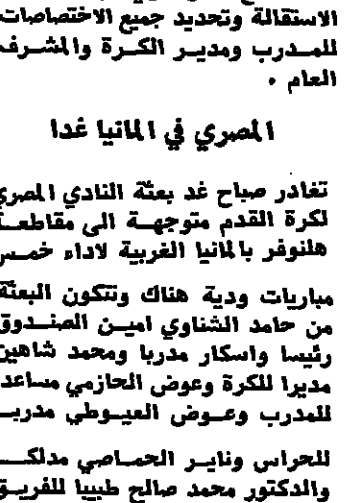 الاستقالة وتحديد جميع الاختصاصات
للمدرب ومدير الكرة والمشرف
العام .
المصري في المانيا غدا
تغادر صباح غد بعثة النادي المصري
لكرة القدم متوجهة الى مقاطعة
هلنوفر بالمانيا الغربية لاداء خمس
مباريات ودية هناك وتتكون البعثة
من حامد الشناوي امين الصندوق
رئيسا واسكار مدربا ومحمد شاهين
مديرا للكرة وعوض الحازمي مساعد
للمدرب وعوض العيوطي مدرب
للحراس وناير الحماصي مدلك
والدكتور محمد صالح طبيبا للفريق